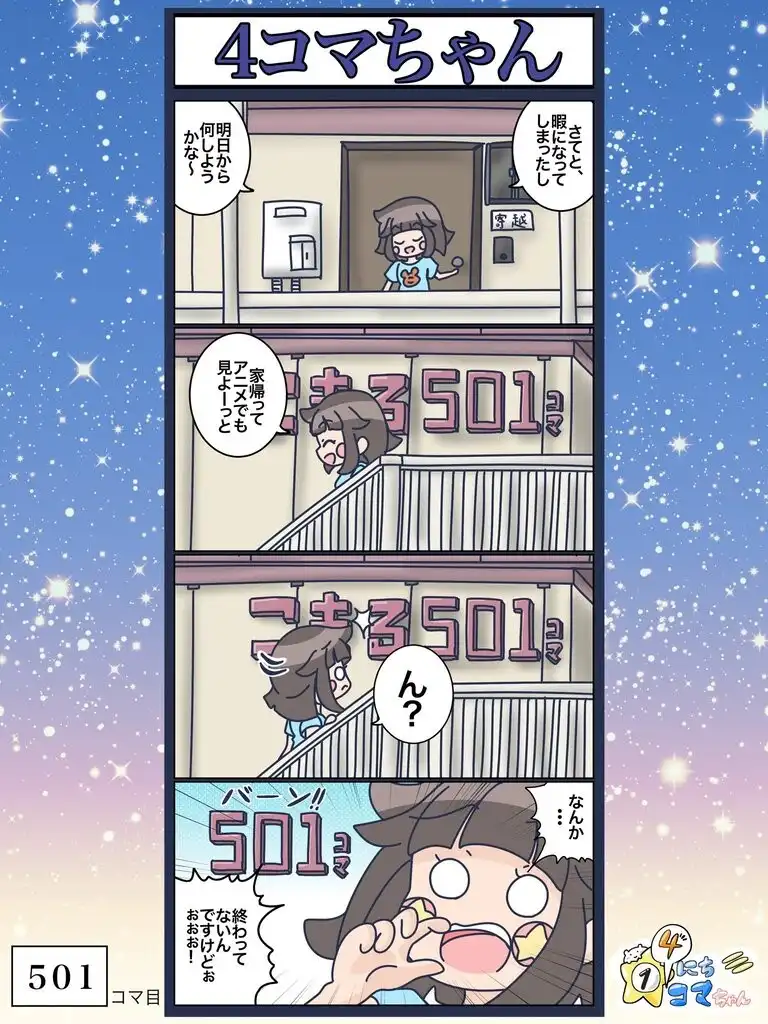 4コマちゃん
さてと、
暇になって
しまったし
明日から
何しよう
かな〜
寄越
家帰って
アニメでも
見よーっと
こまる501コマ
こまる501コマ
ん?
なんか
…
バーン!!
501コマ
終わって
ないん
ですけどぉ
ぉぉぉ!
501
コマ目
1にち
4コマ
ちゃん